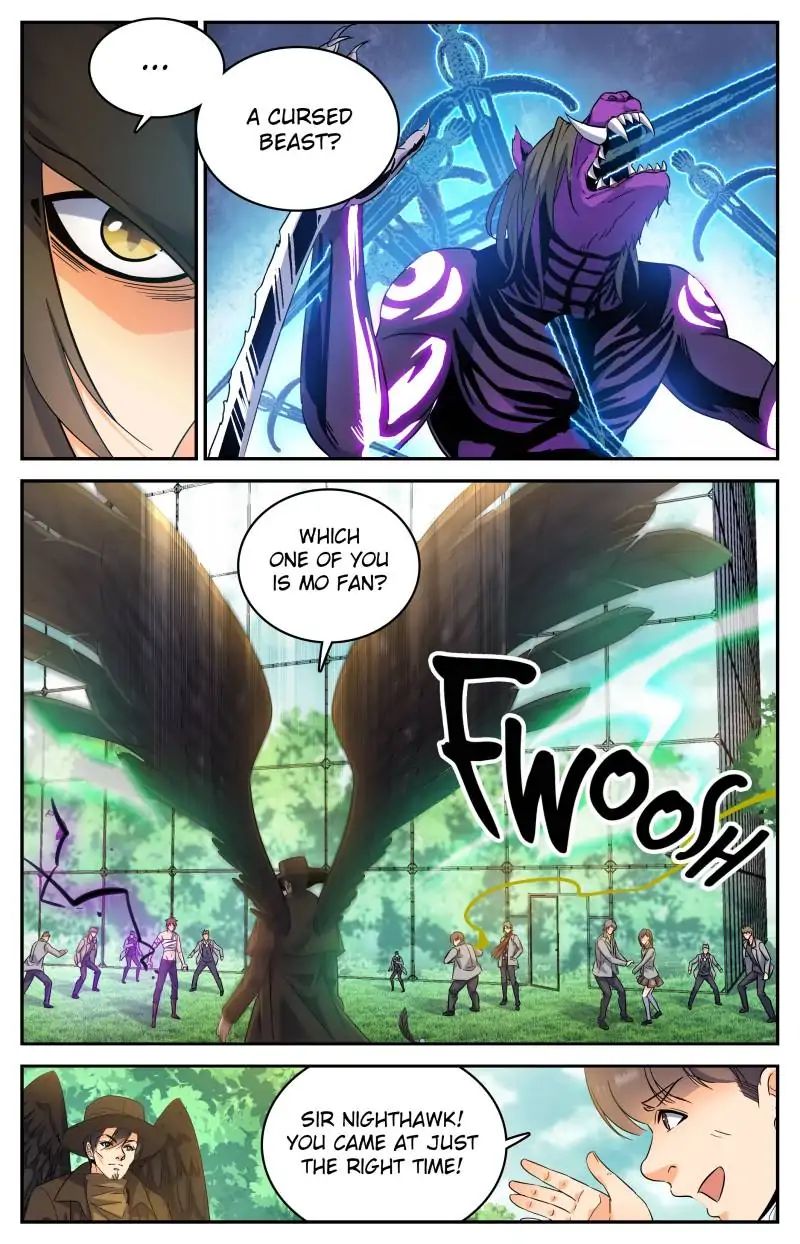 ...
A CURSED
BEAST?
WHICH
ONE OF YOU
IS MO FAN?
FWOOSH
SIR NIGHTHAWK!
YOU CAME AT JUST
THE RIGHT TIME!